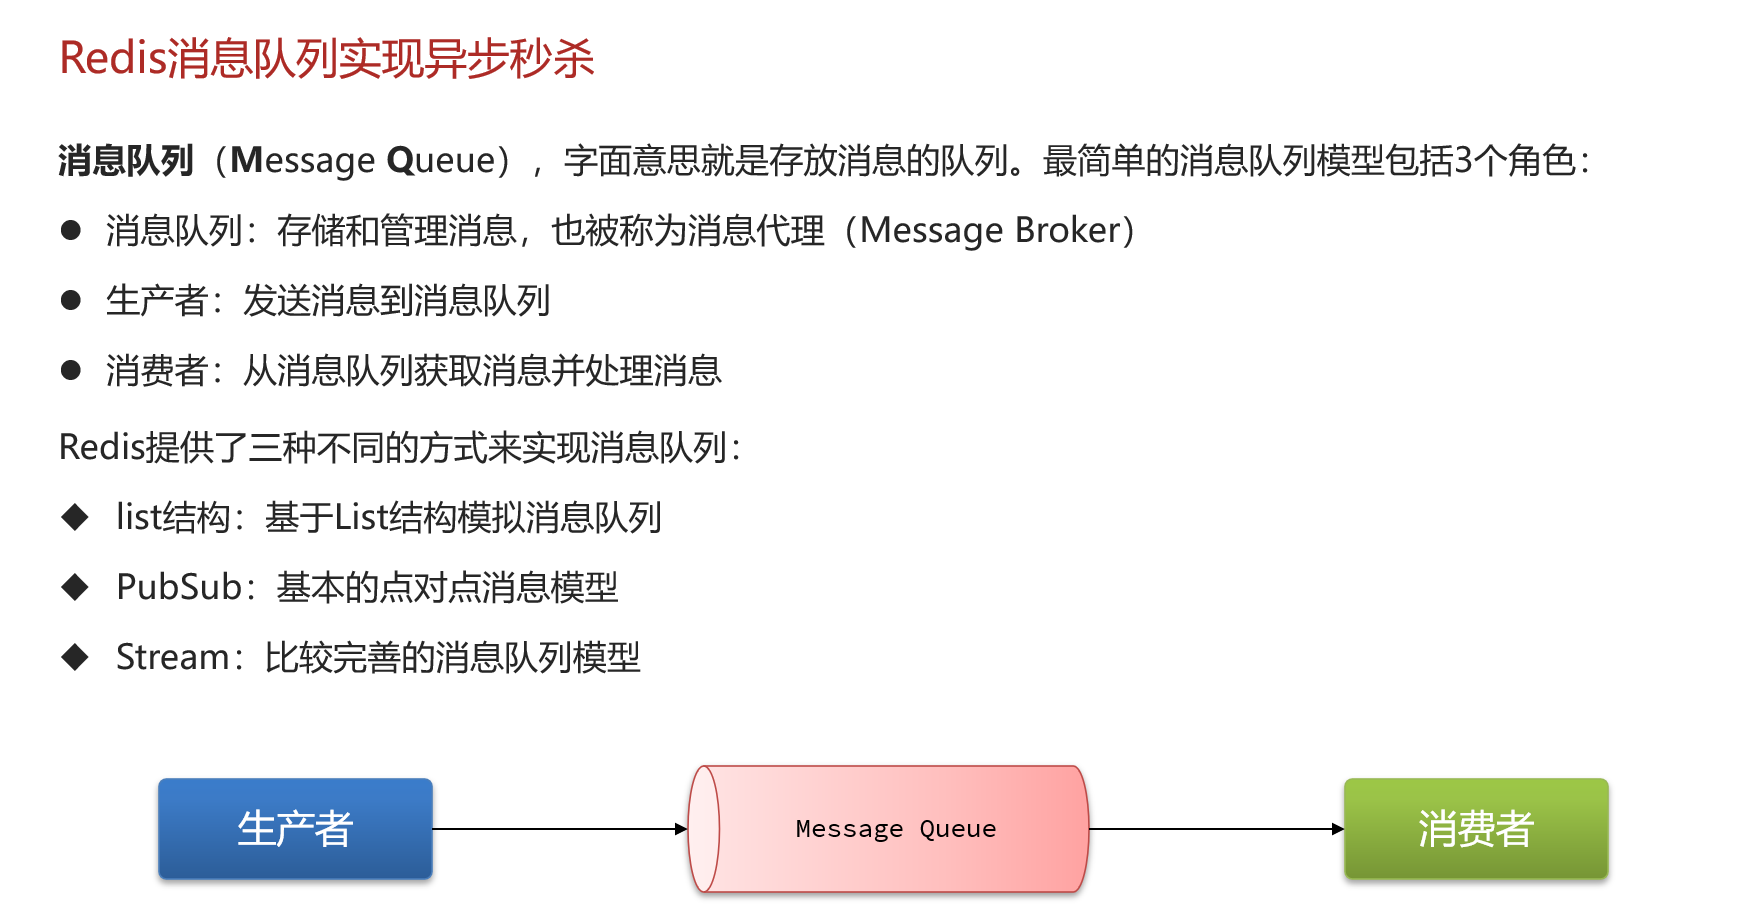 Redis消息队列实现异步秒杀
消息队列（Message Queue），字面意思就是存放消息的队列。最简单的消息队列模型包括3个角色：
● 消息队列：存储和管理消息，也被称为消息代理（Message Broker）
● 生产者：发送消息到消息队列
● 消费者：从消息队列获取消息并处理消息
Redis提供了三种不同的方式来实现消息队列：
◆ list结构：基于List结构模拟消息队列
◆ PubSub：基本的点对点消息模型
◆ Stream：比较完善的消息队列模型
生产者
Message Queue
消费者